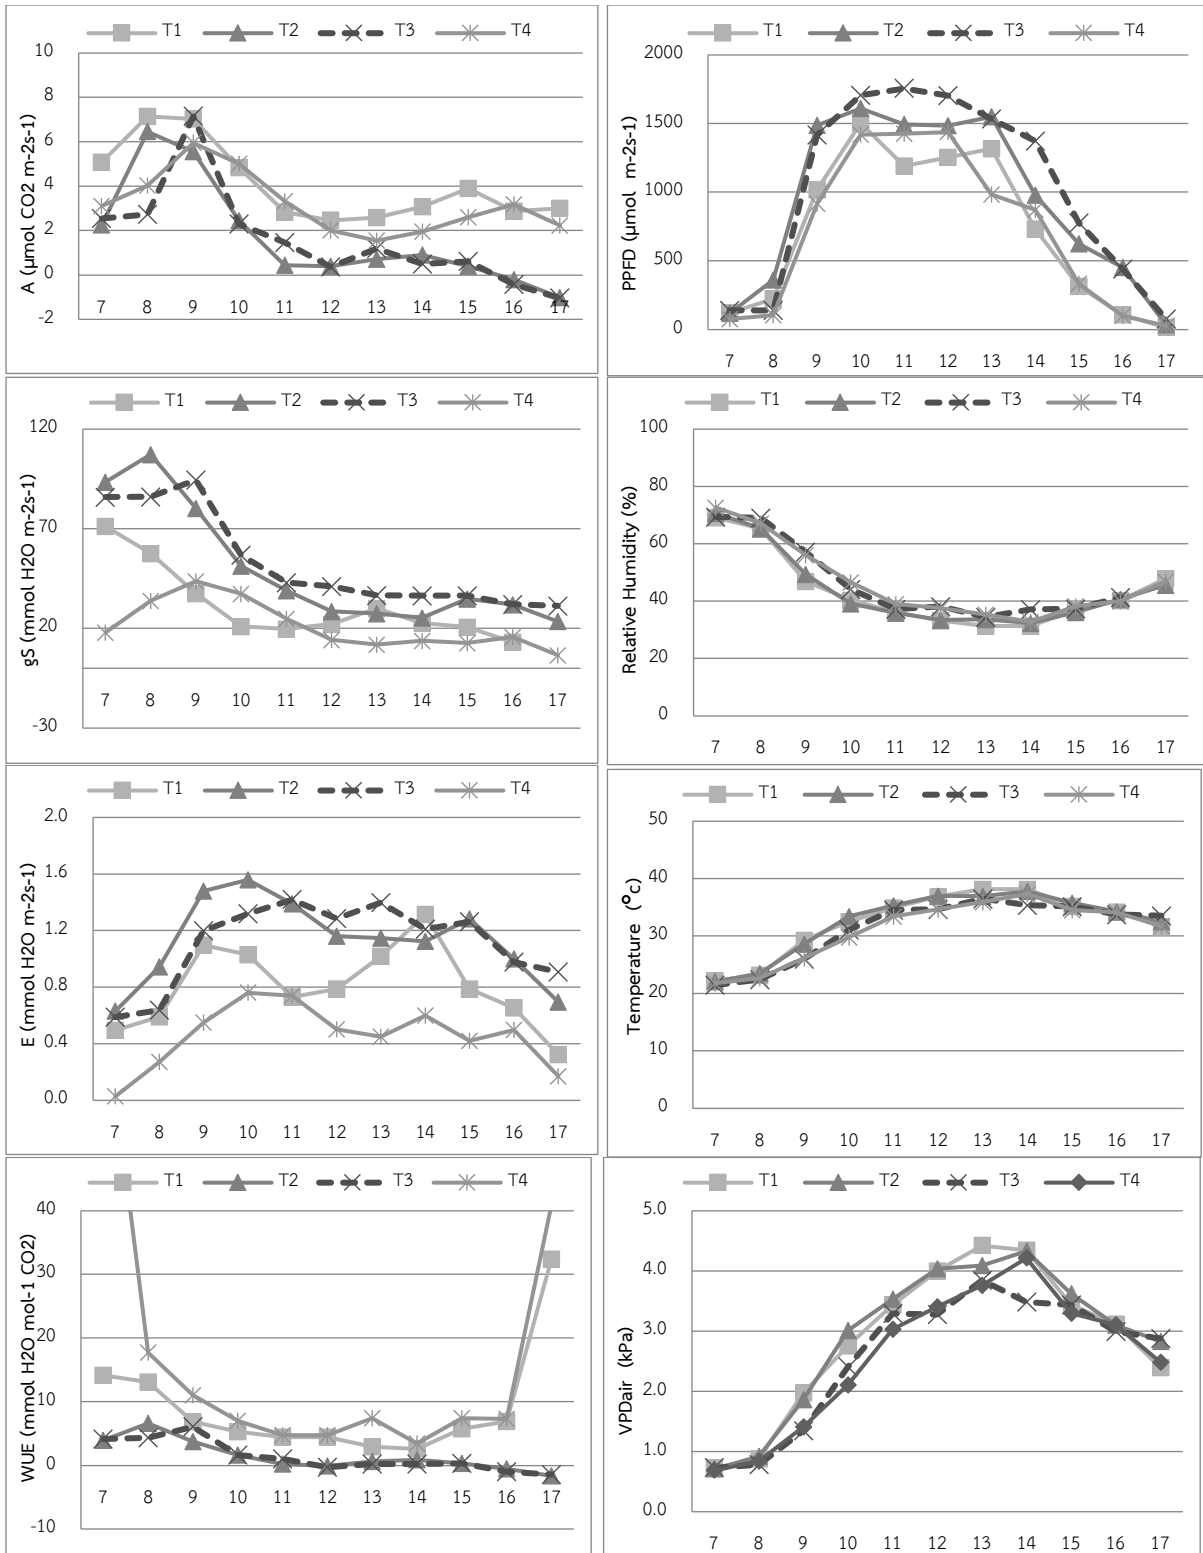 T1 T2 T3 T4
A (µmol CO2 m-2s-1)
10
8
6
4
2
0
-2
7 8 9 10 11 12 13 14 15 16 17
T1 T2 T3 T4
PPFD (µmol m-2s-1)
2000
1500
1000
500
0
7 8 9 10 11 12 13 14 15 16 17
T1 T2 T3 T4
gS (mmol H2O m-2s-1)
120
70
20
-30
7 8 9 10 11 12 13 14 15 16 17
T1 T2 T3 T4
Relative Humidity (%)
100
80
60
40
20
0
7 8 9 10 11 12 13 14 15 16 17
T1 T2 T3 T4
E (mmol H2O m-2s-1)
2.0
1.6
1.2
0.8
0.4
0.0
7 8 9 10 11 12 13 14 15 16 17
T1 T2 T3 T4
Temperature (°c)
50
40
30
20
10
0
7 8 9 10 11 12 13 14 15 16 17
T1 T2 T3 T4
WUE (mmol H2O mol-1 CO2)
40
30
20
10
0
-10
7 8 9 10 11 12 13 14 15 16 17
T1 T2 T3 T4
VPDair (kPa)
5.0
4.0
3.0
2.0
1.0
0.0
7 8 9 10 11 12 13 14 15 16 17